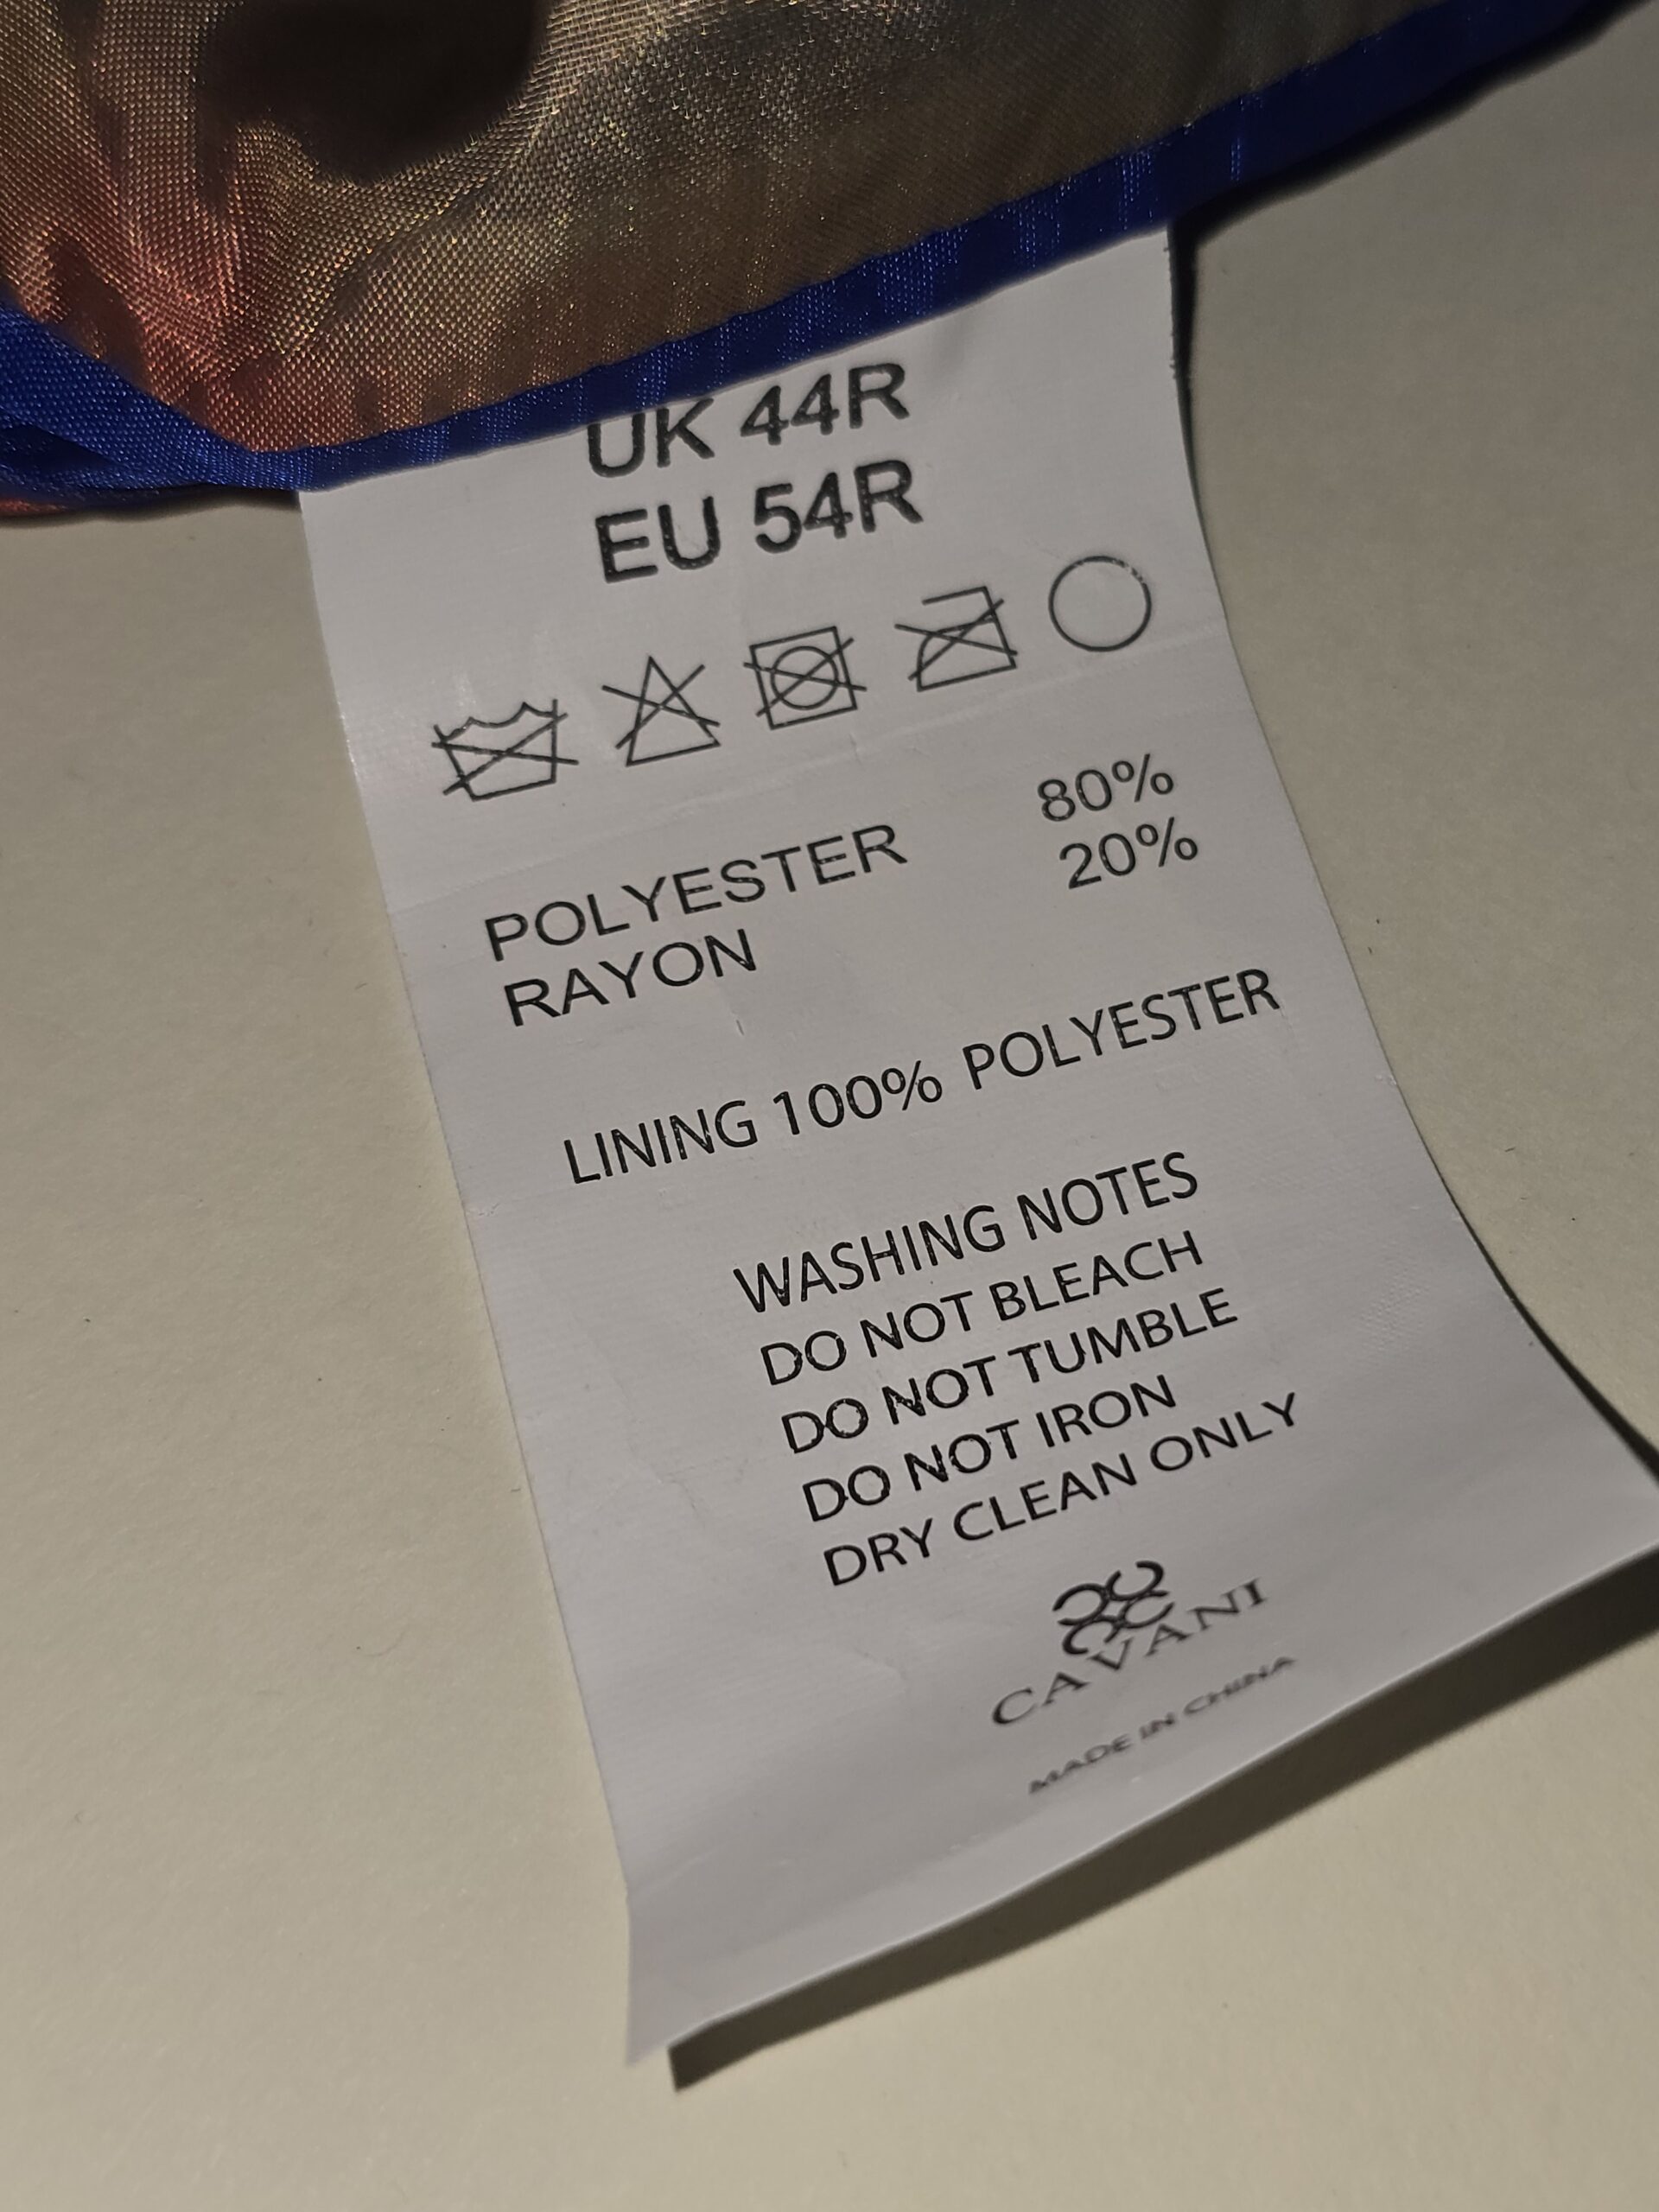 UK 44R
EU 54R
POLYESTER 80%
RAYON 20%
LINING 100% POLYESTER
WASHING NOTES
DO NOT BLEACH
DO NOT TUMBLE
DO NOT IRON
DRY CLEAN ONLY
CAVANI
MADE IN CHINA